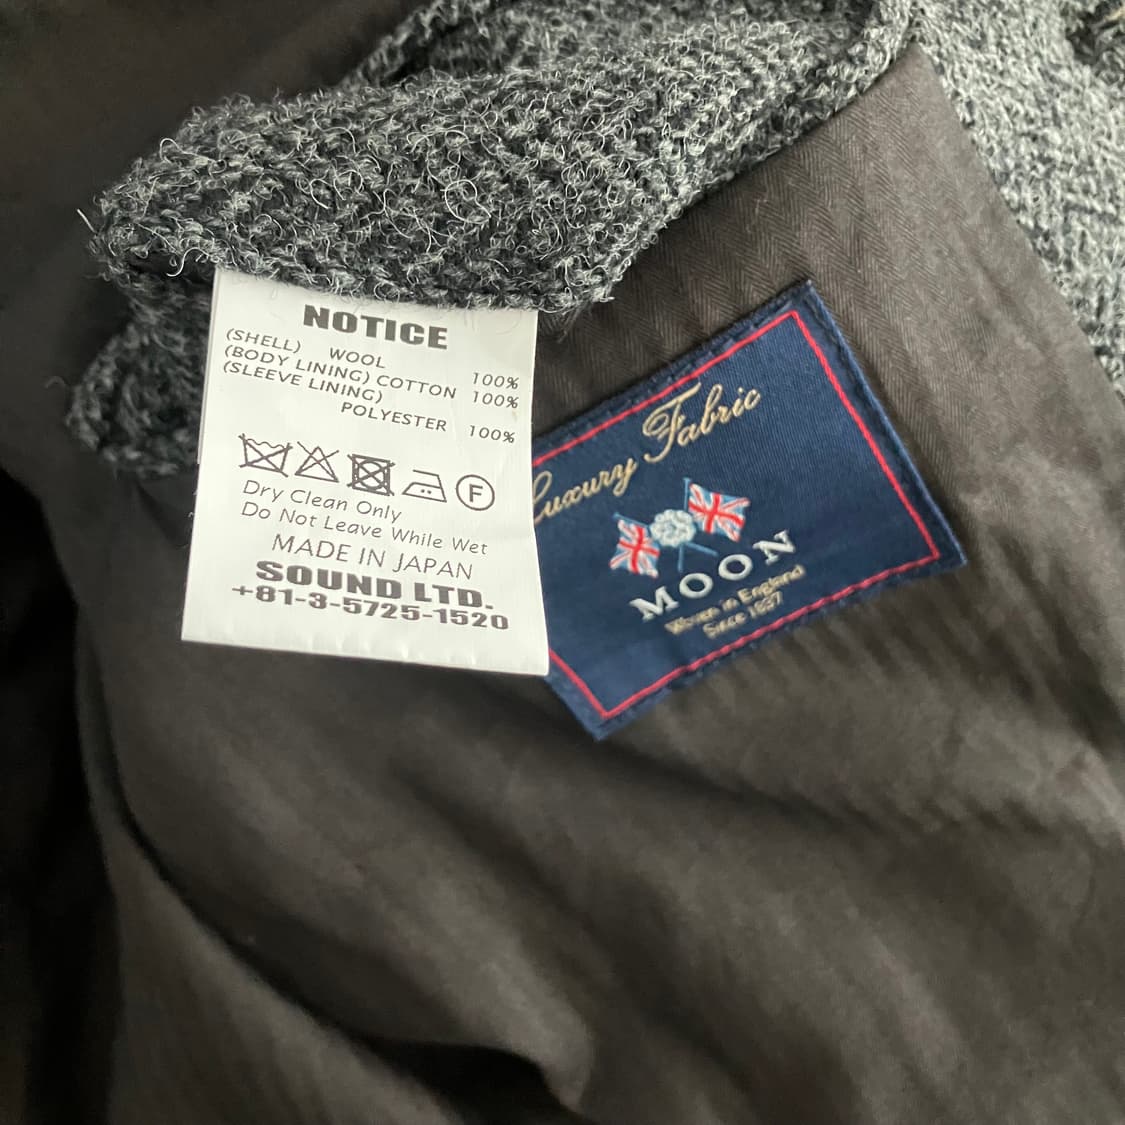 NOTICE
(SHELL) WOOL 100%
(BODY LINING) COTTON 100%
(SLEEVE LINING)
POLYESTER 100%
F
Dry Clean Only
Do Not Leave While Wet
MADE IN JAPAN
SOUND LTD.
+81-3-5725-1520
Luxury Fabric
MOON
Woven in England
Since 1837